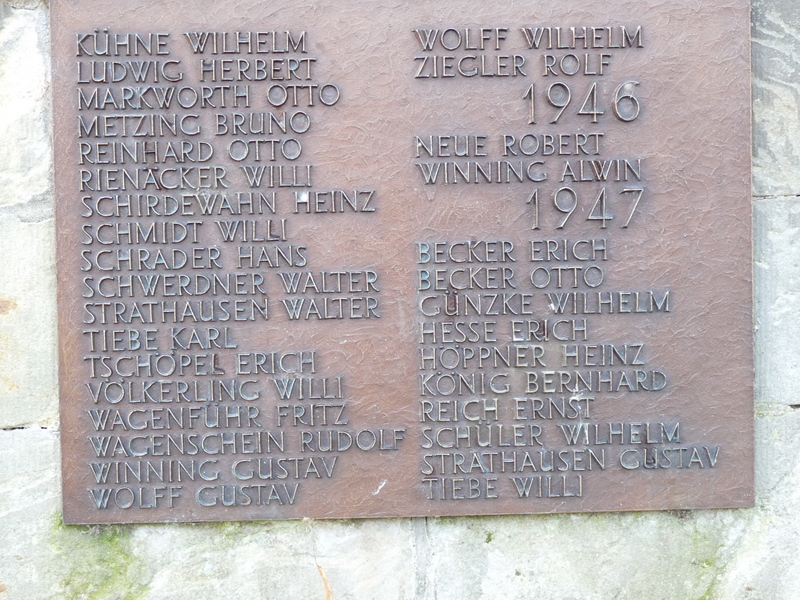 KÜHNE WILHELM
LUDWIG HERBERT
MARKWORTH OTTO
METZING BRUNO
REINHARD OTTO
RIENÄCKER WILLI
SCHIRDEWAHN HEINZ
SCHMIDT WILLI
SCHRADER HANS
SCHWERDNER WALTER
STRATHAUSEN WALTER
TIEBE KARL
TSCHÖPEL ERICH
VÖLKERLING WILLI
WAGENFÜHR FRITZ
WAGENSCHEIN RUDOLF
WINNING GUSTAV
WOLFF GUSTAV
WOLFF WILHELM
ZIEGLER ROLF
1946
NEUE ROBERT
WINNING ALWIN
1947
BECKER ERICH
BECKER OTTO
GÜNZKE WILHELM
HESSE ERICH
HÖPPNER HEINZ
KÖNIG BERNHARD
REICH ERNST
SCHÜLER WILHELM
STRATHAUSEN GUSTAV
TIEBE WILLI